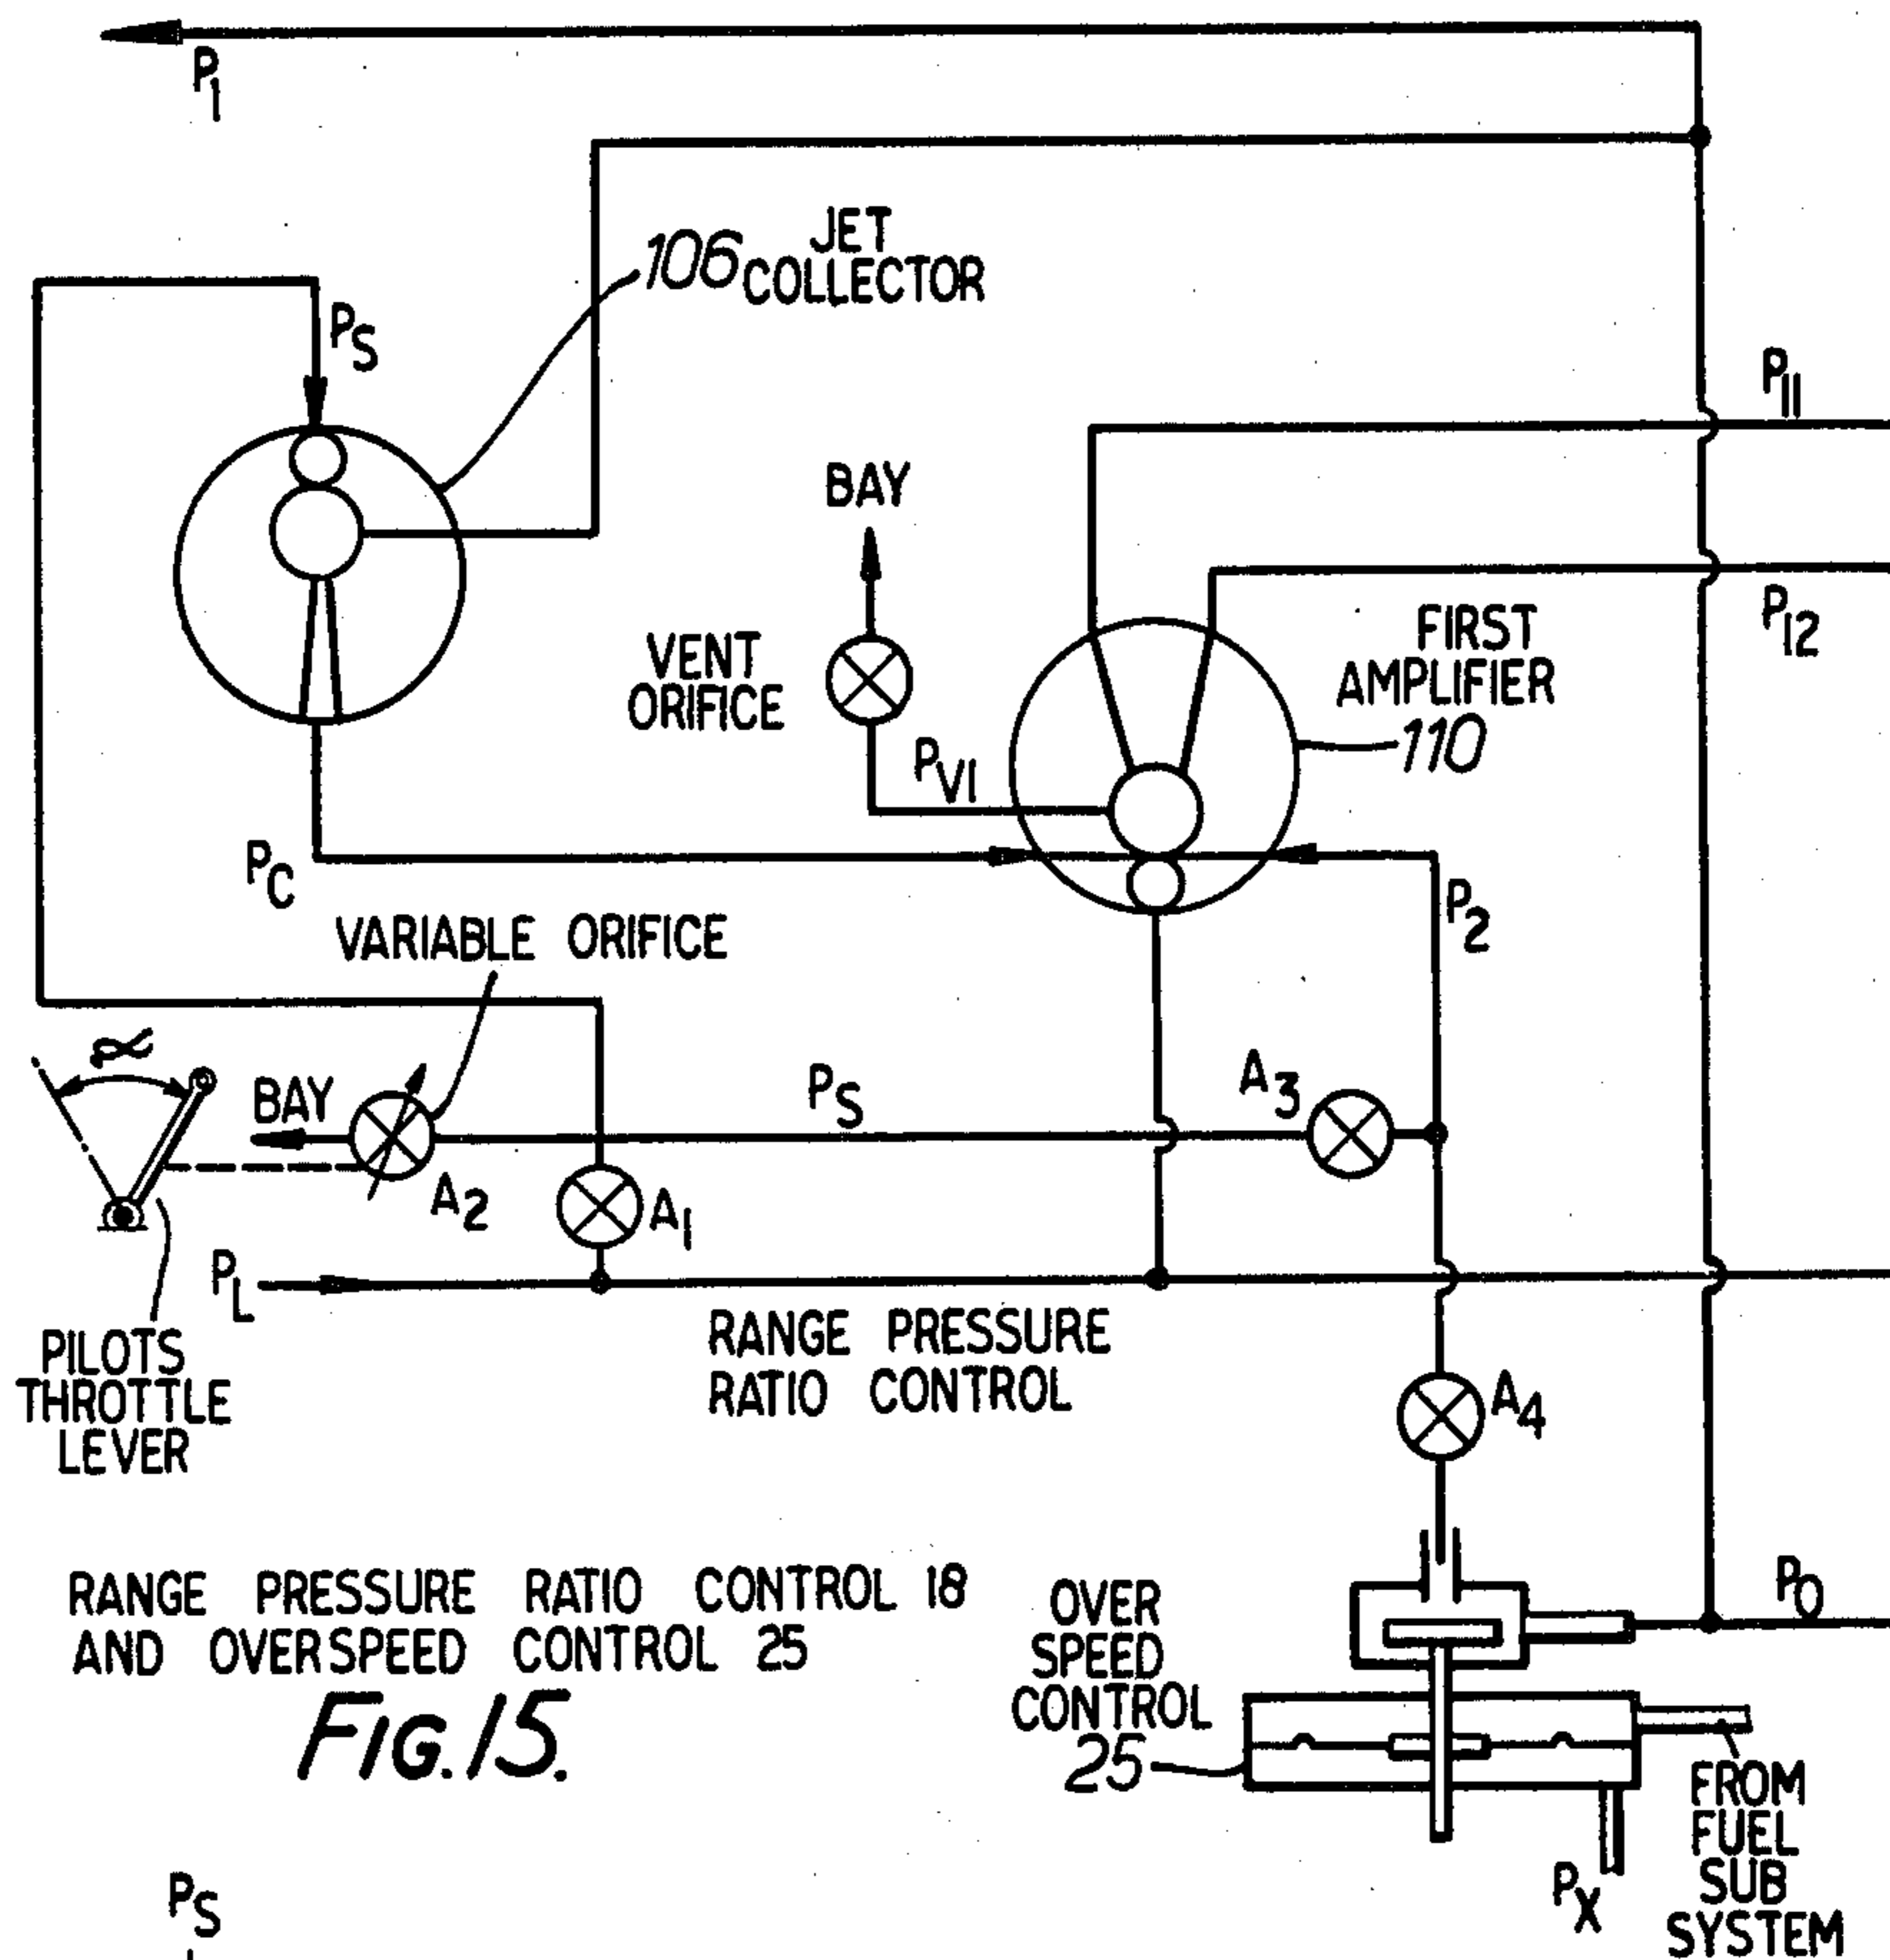 P1
JET
106 COLLECTOR
PS
P11
BAY
P12
VENT
ORIFICE
FIRST
AMPLIFIER
110
PV1
PC
P2
VARIABLE ORIFICE
α
BAY
PS
A3
A2
A1
PL
PILOTS
THROTTLE
LEVER
RANGE PRESSURE
RATIO CONTROL
A4
RANGE PRESSURE RATIO CONTROL 18
AND OVERSPEED CONTROL 25
FIG. 15.
OVER
SPEED
CONTROL
25
PO
FROM
FUEL
SUB
SYSTEM
PX
PS